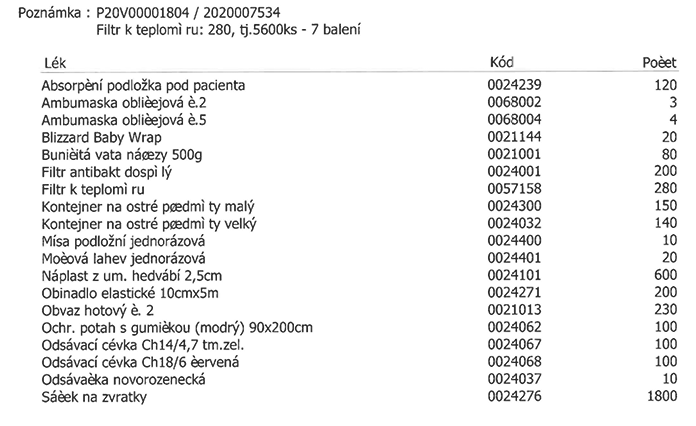 Poznámka : P20V00001804 / 2020007534
Filtr k teplomì ru: 280, tj.5600ks - 7 balení
Lék Kód Poèet
Absorpèní podložka pod pacienta 0024239 120
Ambumaska oblièejová è.2 0068002 3
Ambumaska oblièejová è.5 0068004 4
Blizzard Baby Wrap 0021144 20
Bunièitá vata náøezy 500g 0021001 80
Filtr antibakt dospì lý 0024001 200
Filtr k teplomì ru 0057158 280
Kontejner na ostré pøedmì ty malý 0024300 150
Kontejner na ostré pøedmì ty velký 0024032 140
Mísa podložní jednorázová 0024400 10
Moèová lahev jednorázová 0024401 20
Náplast z um. hedvábí 2,5cm 0024101 600
Obinadlo elastické 10cmx5m 0024271 200
Obvaz hotový è. 2 0021013 230
Ochr. potah s gumièkou (modrý) 90x200cm 0024062 100
Odsávací cévka Ch14/4,7 tm.zel. 0024067 100
Odsávací cévka Ch18/6 èervená 0024068 100
Odsávaèka novorozenecká 0024037 10
Sáèek na zvratky 0024276 1800